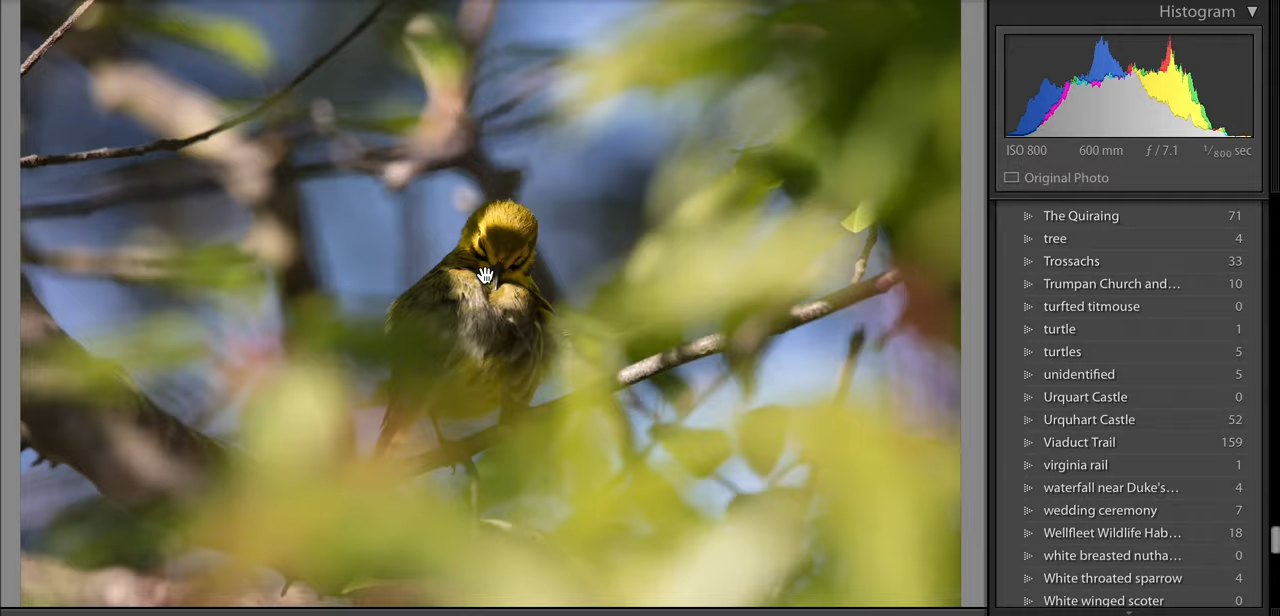 Histogram ▼
ISO 800 600 mm ƒ / 7.1 1/800 sec
Original Photo
The Quiraing 71
tree 4
Trossachs 33
Trumpan Church and... 10
turfted titmouse 0
turtle 1
turtles 5
unidentified 5
Urquart Castle 0
Urquhart Castle 52
Viaduct Trail 159
virginia rail 1
waterfall near Duke's... 4
wedding ceremony 7
Wellfleet Wildlife Hab... 18
white breasted nutha... 0
White throated sparrow 4
White winged scoter 0